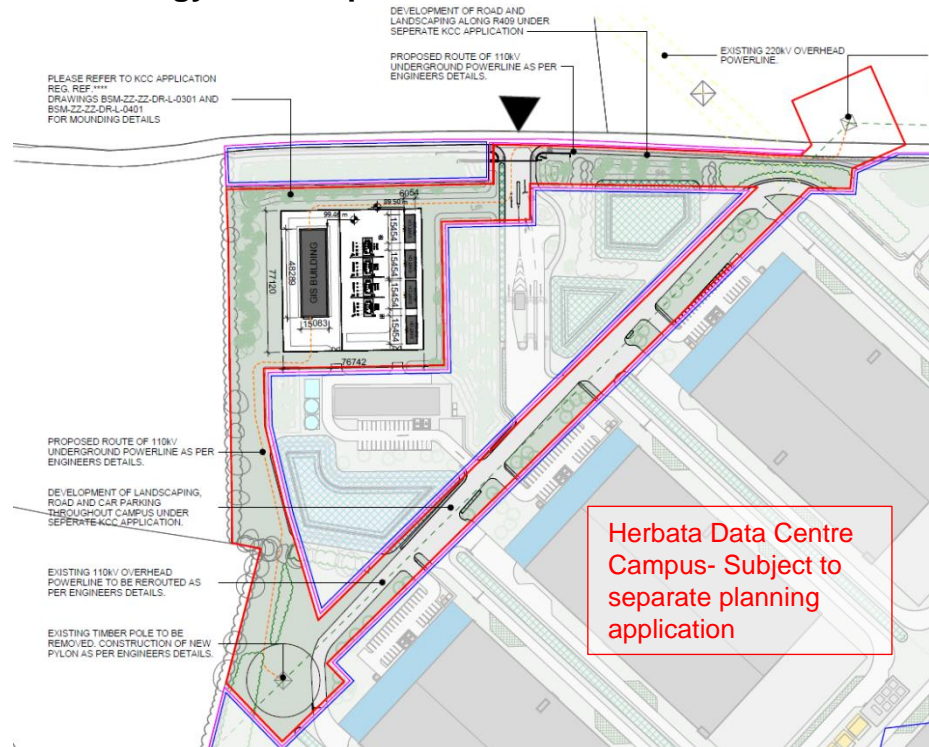 DEVELOPMENT OF ROAD AND
LANDSCAPING ALONG R409 UNDER
SEPERATE KCC APPLICATION
PROPOSED ROUTE OF 110kV
UNDERGROUND POWERLINE AS PER
ENGINEERS DETAILS.
EXISTING 220kV OVERHEAD
POWERLINE.
PLEASE REFER TO KCC APPLICATION
REG. REF.****
DRAWINGS BSM-ZZ-ZZ-DR-L-0301 AND
BSM-ZZ-ZZ-DR-L-0401
FOR MOUNDING DETAILS
6054
77120
48289
GIS BUILDING
15083
15454
15454
15454
15454
76742
PROPOSED ROUTE OF 110kV
UNDERGROUND POWERLINE AS PER
ENGINEERS DETAILS.
DEVELOPMENT OF LANDSCAPING,
ROAD AND CAR PARKING
THROUGHOUT CAMPUS UNDER
SEPERATE KCC APPLICATION.
EXISTING 110kV OVERHEAD
POWERLINE TO BE REROUTED AS
PER ENGINEERS DETAILS.
EXISTING TIMBER POLE TO BE
REMOVED. CONSTRUCTION OF NEW
PYLON AS PER ENGINEERS DETAILS.
Herbata Data Centre
Campus- Subject to
separate planning
application